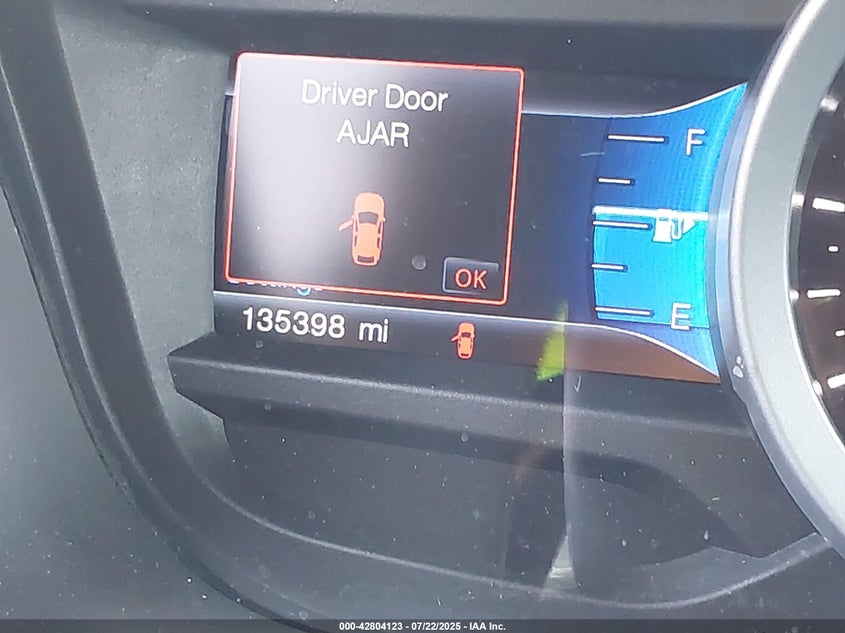 Driver Door
AJAR
OK
F
E
135398 mi
000-42804123 - 07/22/2025 - IAA Inc.